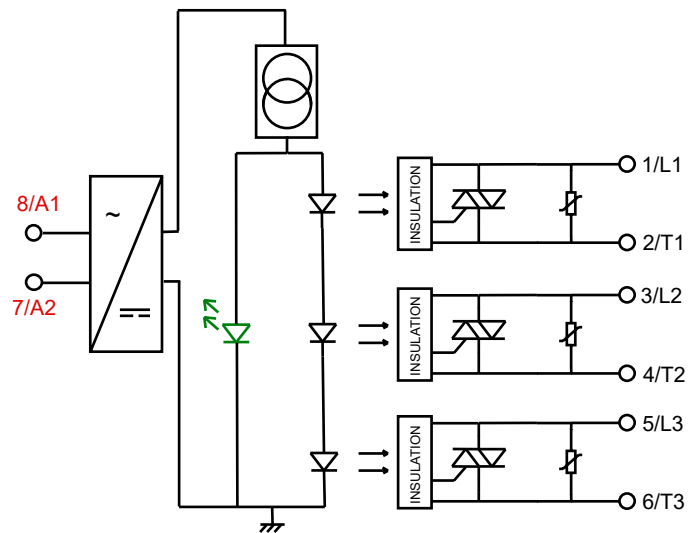 8/A1
7/A2
~
INSULATION
1/L1
2/T1
INSULATION
3/L2
4/T2
INSULATION
5/L3
6/T3